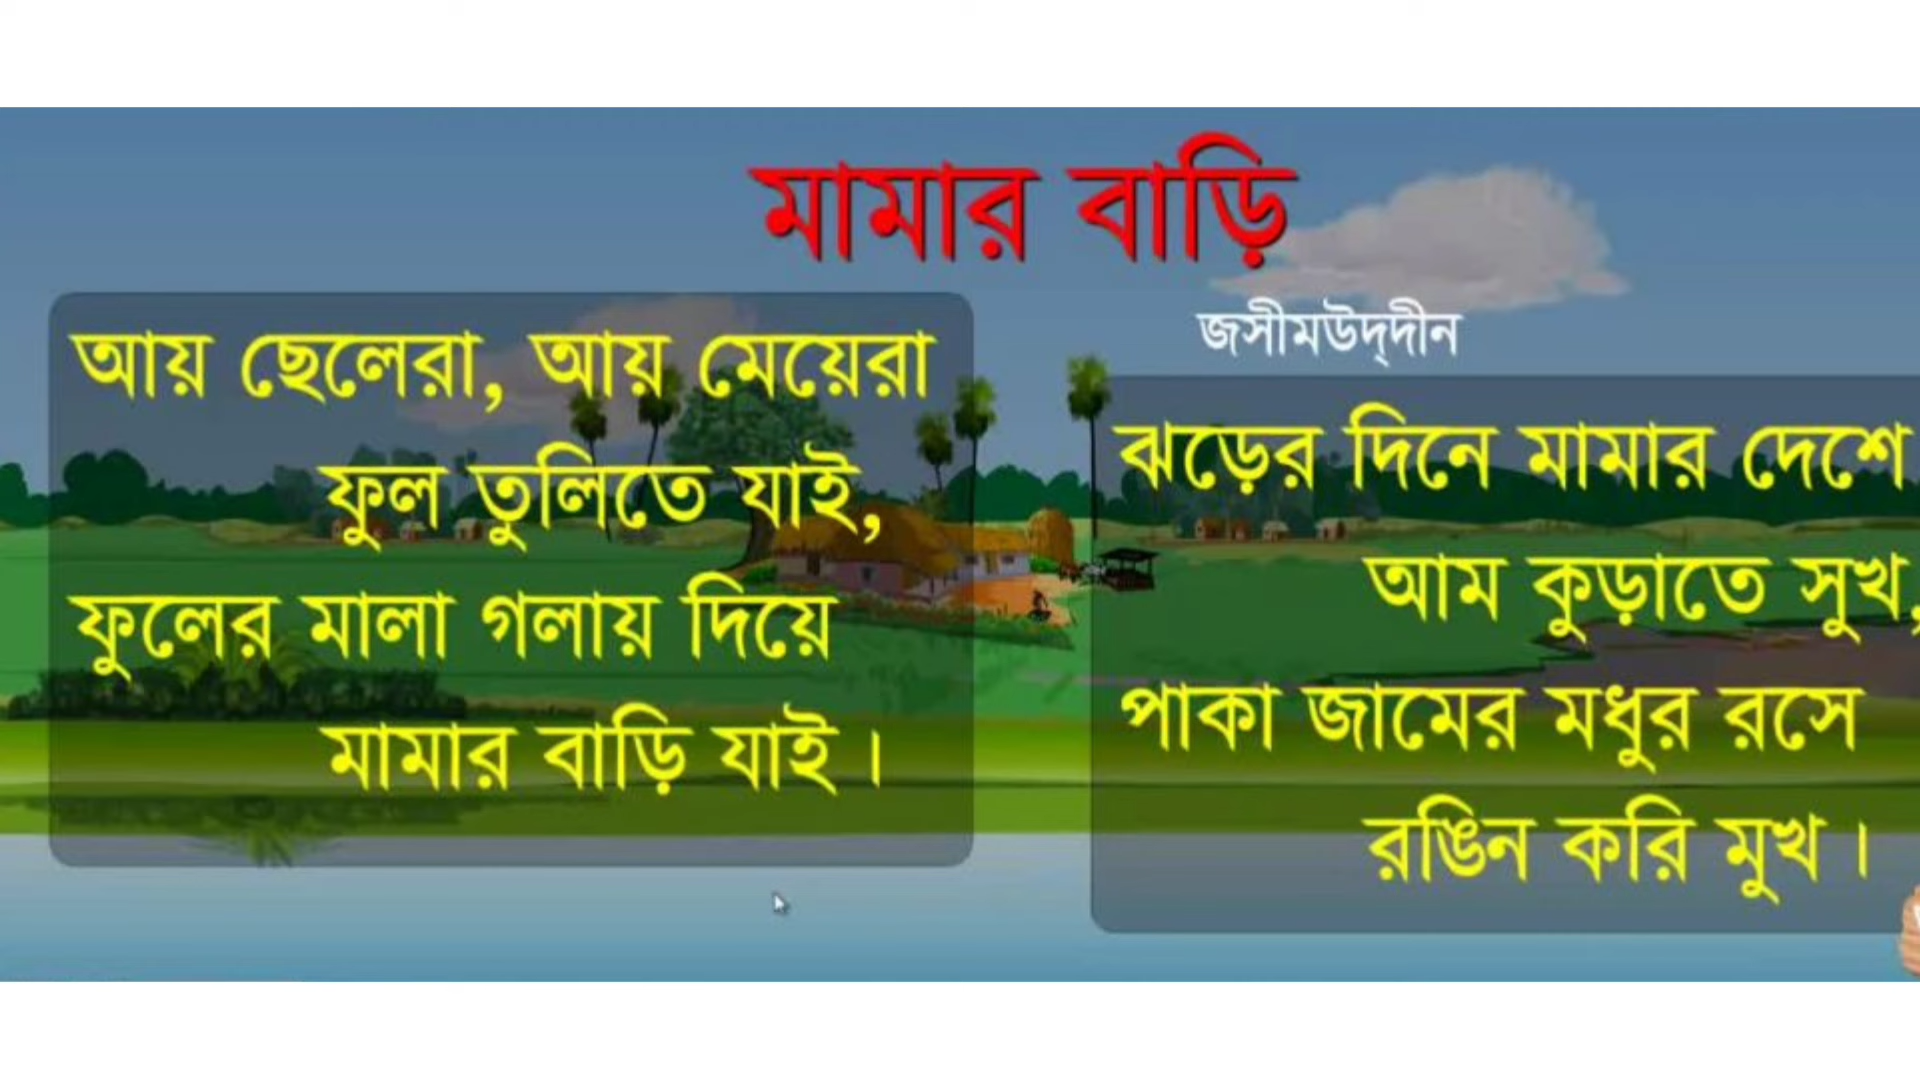 মামার বাড়ি
জসীমউদ্‌দীন
আয় ছেলেরা, আয় মেয়েরা
ফুল তুলিতে যাই,
ফুলের মালা গলায় দিয়ে
মামার বাড়ি যাই।
ঝড়ের দিনে মামার দেশে
আম কুড়াতে সুখ,
পাকা জামের মধুর রসে
রঙিন করি মুখ।